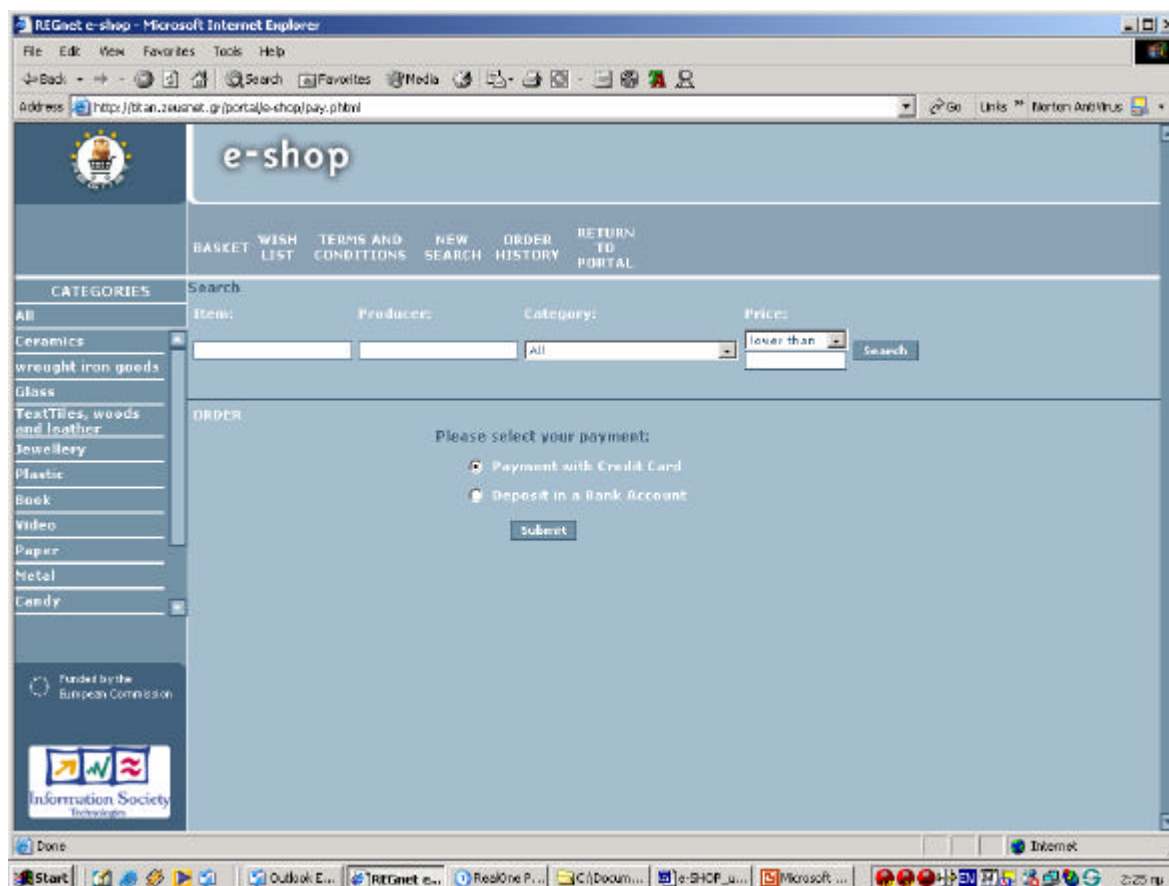 REGnet e-shop - Microsoft Internet Explorer
File Edit View Favorites Tools Help
Back Search Favorites Media
Address http://titan.zeusnet.gr/portal/e-shop/pay.phtml Go Links » Norton AntiVirus
e-shop
BASKET WISH LIST TERMS AND CONDITIONS NEW SEARCH ORDER HISTORY RETURN TO PORTAL
CATEGORIES
All
Ceramics
wrought iron goods
Glass
TextTiles, woods
and leather
Jewellery
Plastic
Book
Video
Paper
Metal
Candy
Search
Item: Producer: Category: Price:
All lower than Search
ORDER
Please select your payment:
Payment with Credit Card
Deposit in a Bank Account
Submit
Funded by the
European Commission
Information Society
Technologies
Done Internet
Start Outlook E... REGnet e... RealOne P... C:\Docum... e-SHOP_u... Microsoft ... EN 2:25 πμ